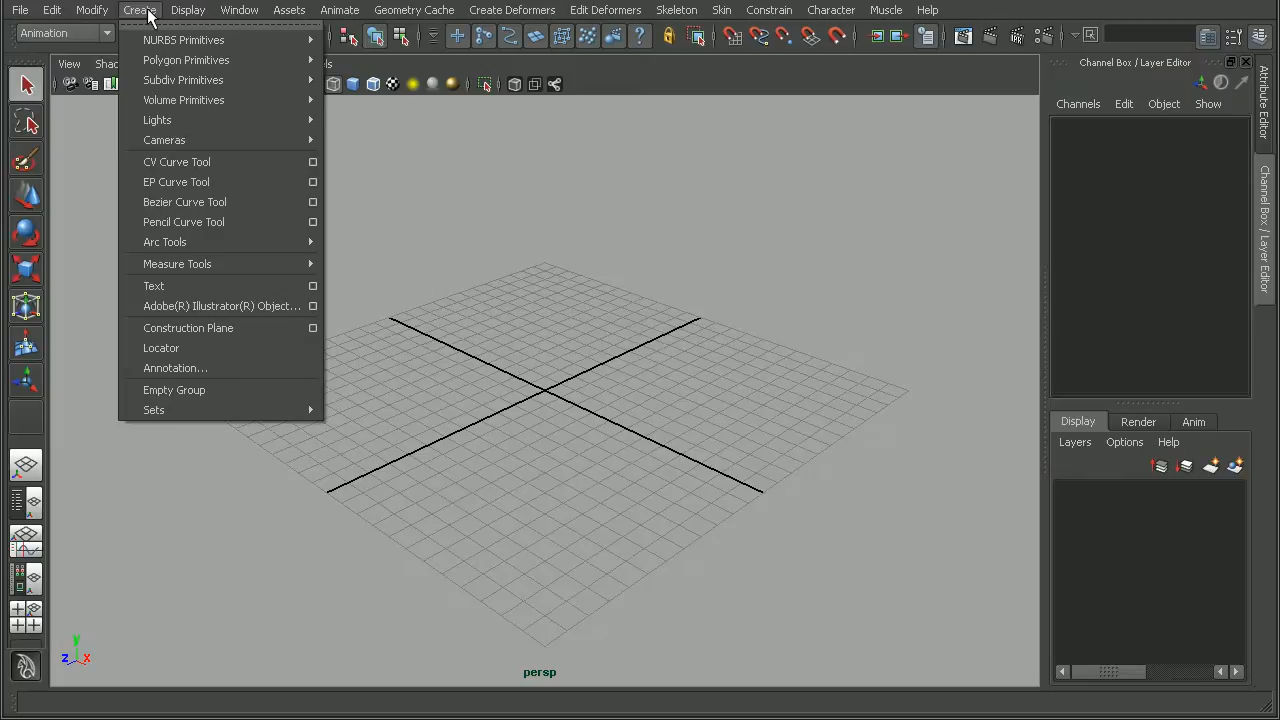 File Edit Modify Create Display Window Assets Animate Geometry Cache Create Deformers Edit Deformers Skeleton Skin Constrain Character Muscle Help
Animation
NURBS Primitives
Polygon Primitives
Subdiv Primitives
Volume Primitives
Lights
Cameras
CV Curve Tool
EP Curve Tool
Bezier Curve Tool
Pencil Curve Tool
Arc Tools
Measure Tools
Text
Adobe(R) Illustrator(R) Object...
Construction Plane
Locator
Annotation...
Empty Group
Sets
View
persp
y
z x
Channel Box / Layer Editor
Channels Edit Object Show
Display Render Anim
Layers Options Help
Attribute Editor
Channel Box / Layer Editor